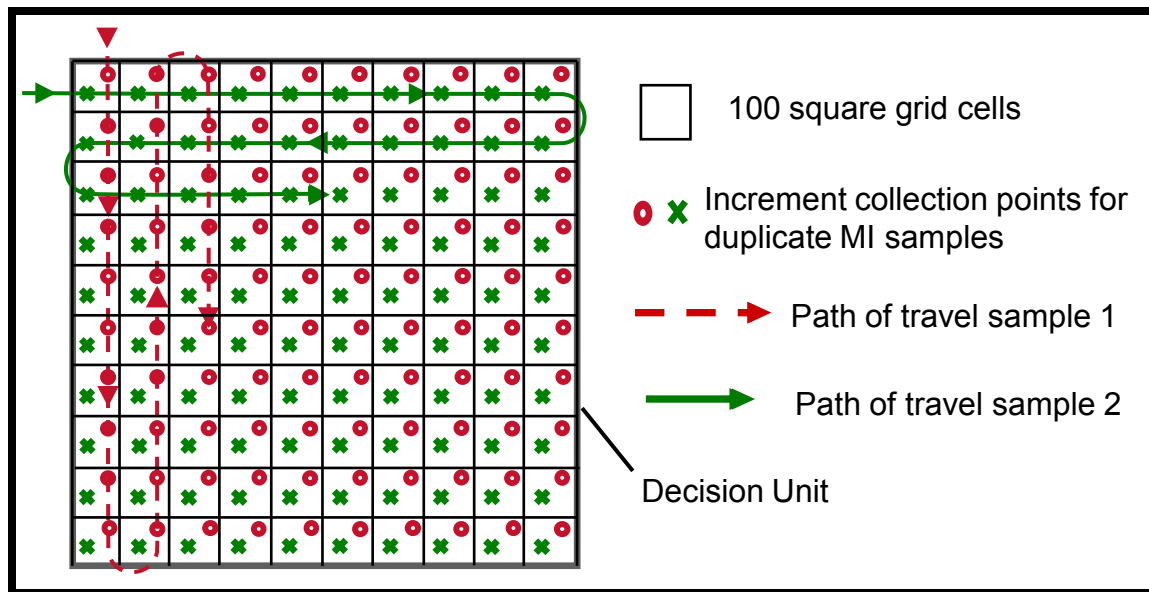 100 square grid cells
Increment collection points for
duplicate MI samples
Path of travel sample 1
Path of travel sample 2
Decision Unit